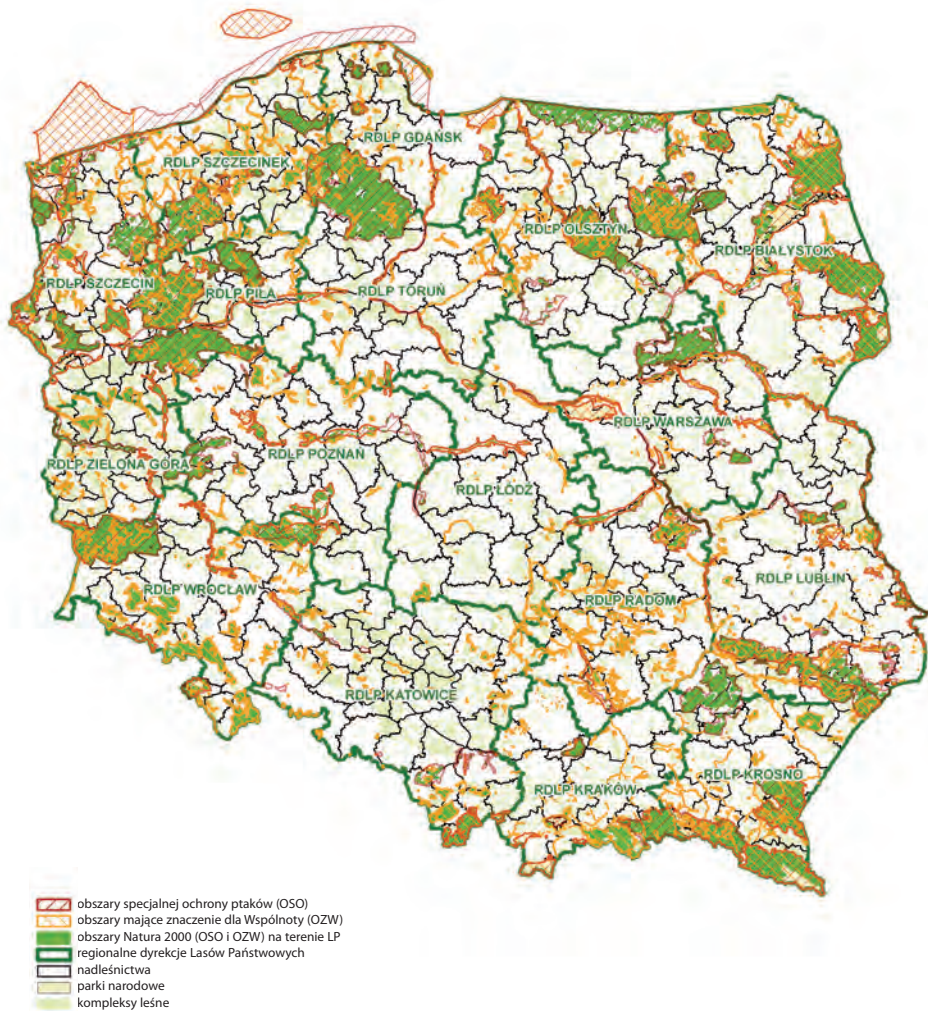 RDLP GDAŃSK
RDLP SZCZECINEK
RDLP OLSZTYN
RDLP BIAŁYSTOK
RDLP SZCZECIN
RDLP PIŁA
RDLP TORUŃ
RDLP WARSZAWA
RDLP ZIELONA GÓRA
RDLP POZNAŃ
RDLP ŁÓDŹ
RDLP WROCŁAW
RDLP RADOM
RDLP LUBLIN
RDLP KATOWICE
RDLP KRAKÓW
RDLP KROSNO
obszary specjalnej ochrony ptaków (OSO)
obszary mające znaczenie dla Wspólnoty (OZW)
obszary Natura 2000 (OSO i OZW) na terenie LP
regionalne dyrekcje Lasów Państwowych
nadleśnictwa
parki narodowe
kompleksy leśne